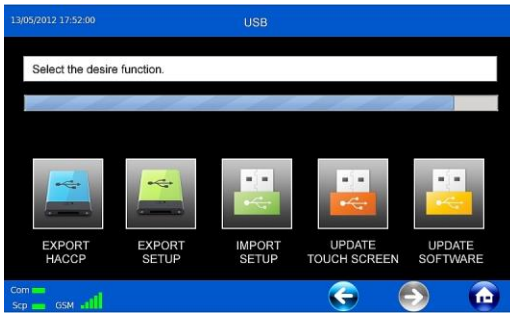 13/05/2012 17:52:00
USB
Select the desire function.
EXPORT HACCP
EXPORT SETUP
IMPORT SETUP
UPDATE TOUCH SCREEN
UPDATE SOFTWARE
Com
Scp GSM